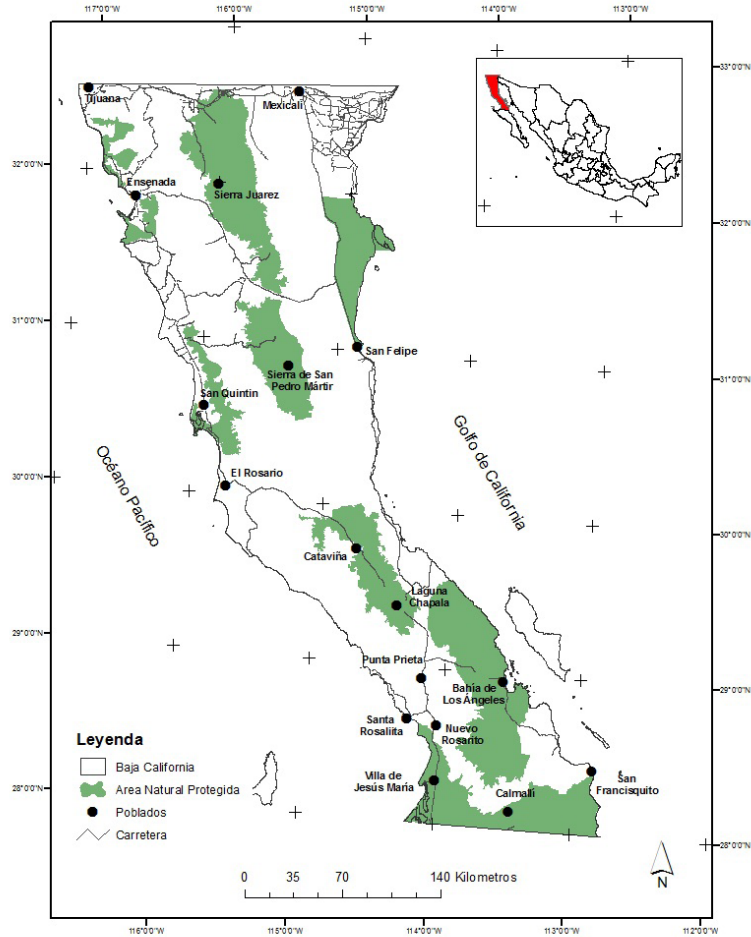 117°0'0"W 116°0'0"W 115°0'0"W 114°0'0"W 113°0'0"W
33°0'0"N
Tijuana
Mexicali
32°0'0"N
Ensenada
Sierra Juarez
32°0'0"N
31°0'0"N
San Felipe
Sierra de San
Pedro Mártir
31°0'0"N
San Quintin
Golfo de California
Océano Pacífico
30°0'0"N
El Rosario
30°0'0"N
Cataviña
Laguna
Chapala
29°0'0"N
Punta Prieta
Bahía de
Los Ángeles
29°0'0"N
Santa
Rosaliita
Nuevo
Rosarito
Leyenda
Baja California
Area Natural Protegida
Poblados
Carretera
Villa de
Jesús María
Calmallí
San
Francisquito
28°0'0"N
28°0'0"N
0 35 70 140 Kilometros
N
116°0'0"W 115°0'0"W 114°0'0"W 113°0'0"W 112°0'0"W